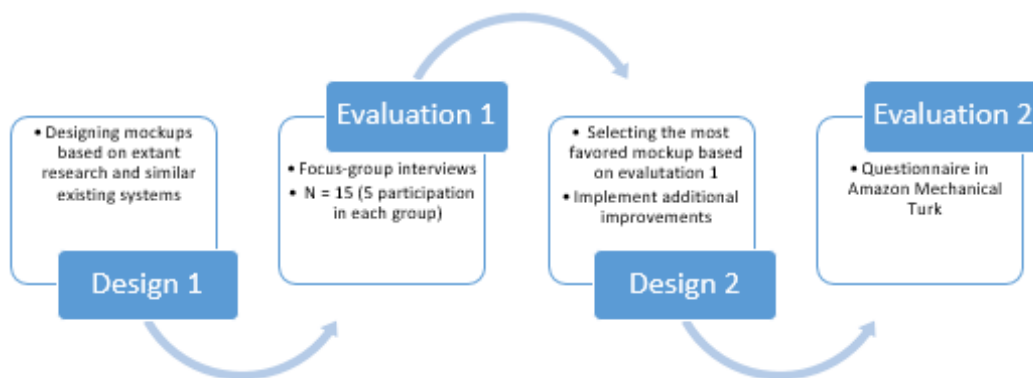 • Designing mockups
based on extant
research and similar
existing systems
Design 1
Evaluation 1
• Focus-group interviews
• N = 15 (5 participation
in each group)
• Selecting the most
favored mockup based
on evalutation 1
• Implement additional
improvements
Design 2
Evaluation 2
• Questionnaire in
Amazon Mechanical
Turk